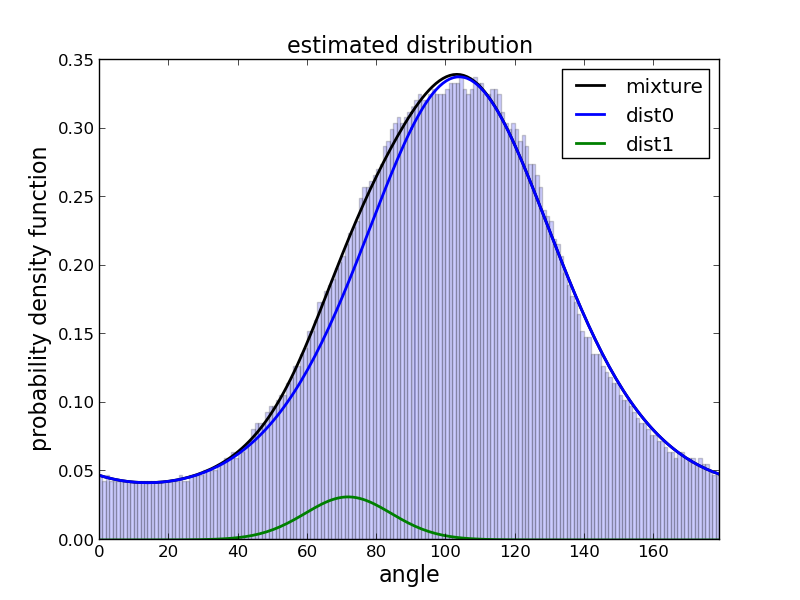 estimated distribution
0.35
0.30
0.25
0.20
0.15
0.10
0.05
0.00
probability density function
mixture
dist0
dist1
0 20 40 60 80 100 120 140 160
angle